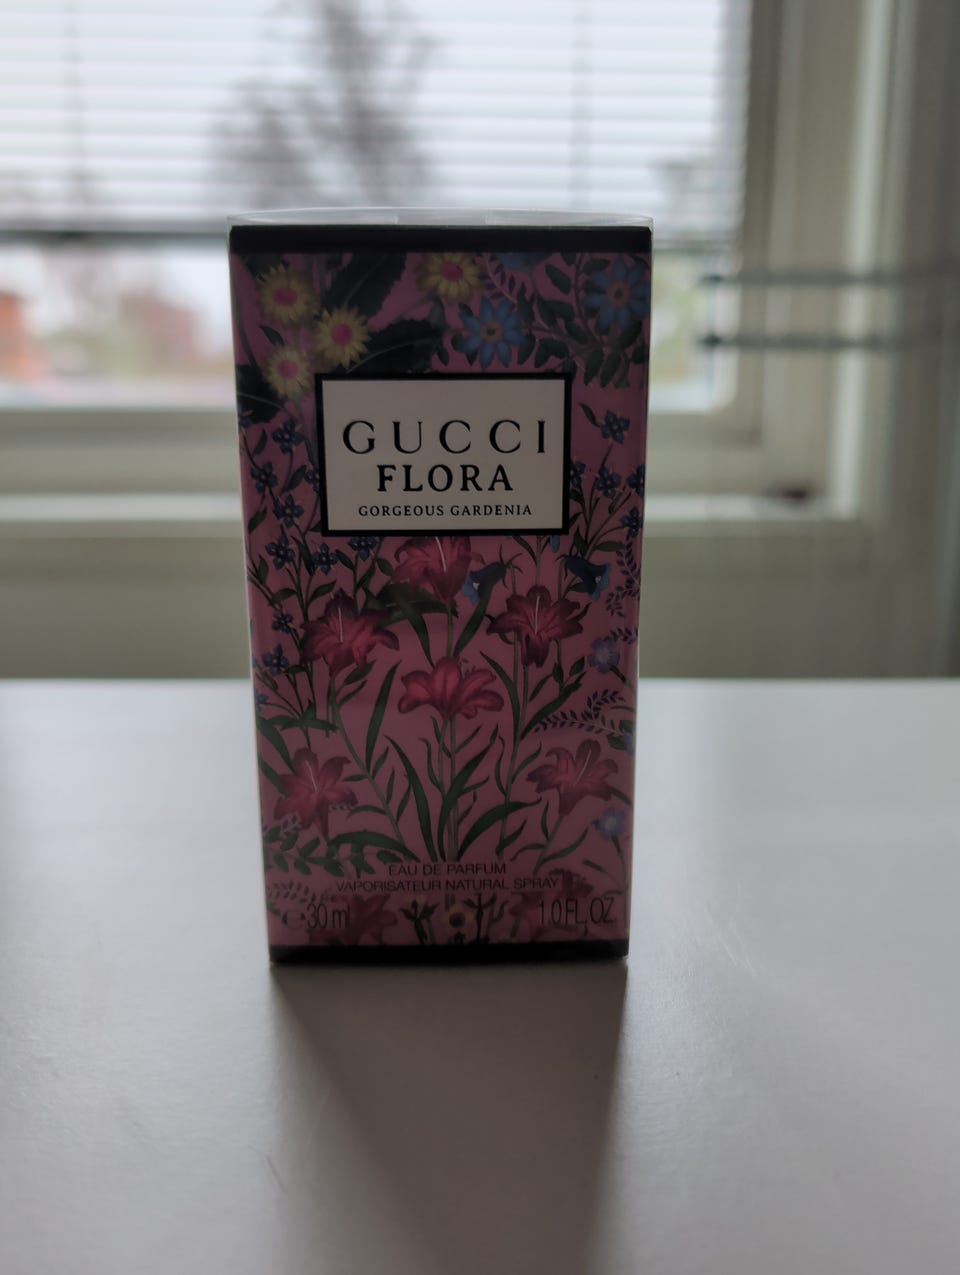 GUCCI
FLORA
GORGEOUS GARDENIA
EAU DE PARFUM
VAPORISATEUR NATURAL SPRAY
℮30 ml 1.0 FL.OZ.